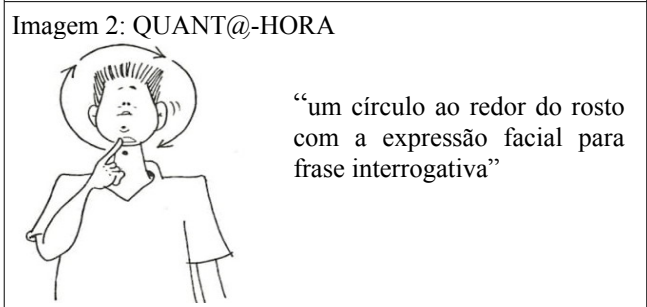 Imagem 2: QUANT@-HORA
“um círculo ao redor do rosto
com a expressão facial para
frase interrogativa”